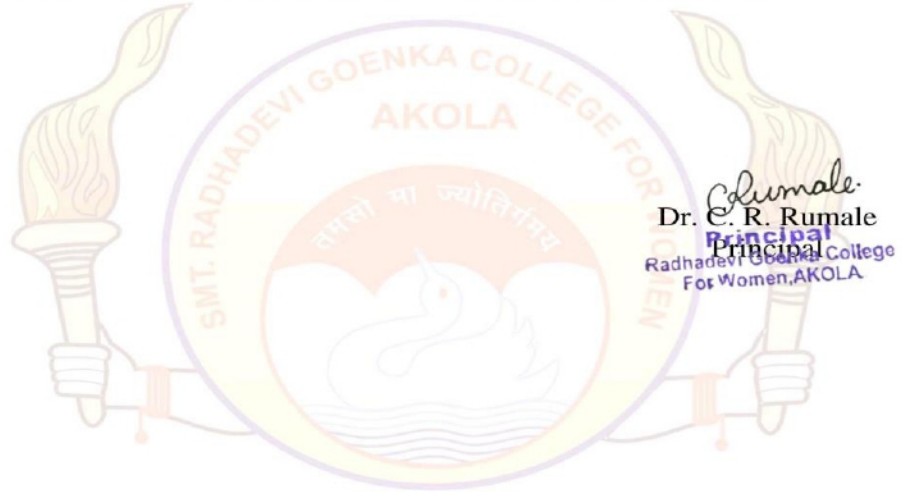 SMT. RADHADEVI GOENKA COLLEGE FOR WOMEN
AKOLA
तमसो मा ज्योतिर्गमय
CRumale.
Dr. C. R. Rumale
Principal
Principal
Radhadevi Goenka College
For Women, AKOLA